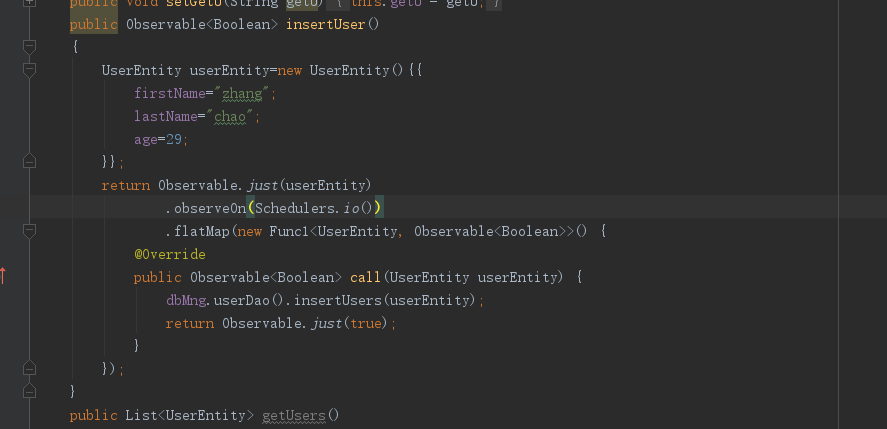 public void setGetU(String getU) { this.getU = getU; }
public Observable<Boolean> insertUser()
{
UserEntity userEntity=new UserEntity(){{
firstName="zhang";
lastName="chao";
age=29;
}};
return Observable.just(userEntity)
.observeOn(Schedulers.io())
.flatMap(new Func1<UserEntity, Observable<Boolean>>() {
@Override
public Observable<Boolean> call(UserEntity userEntity) {
dbMng.userDao().insertUsers(userEntity);
return Observable.just(true);
}
});
}
public List<UserEntity> getUsers()